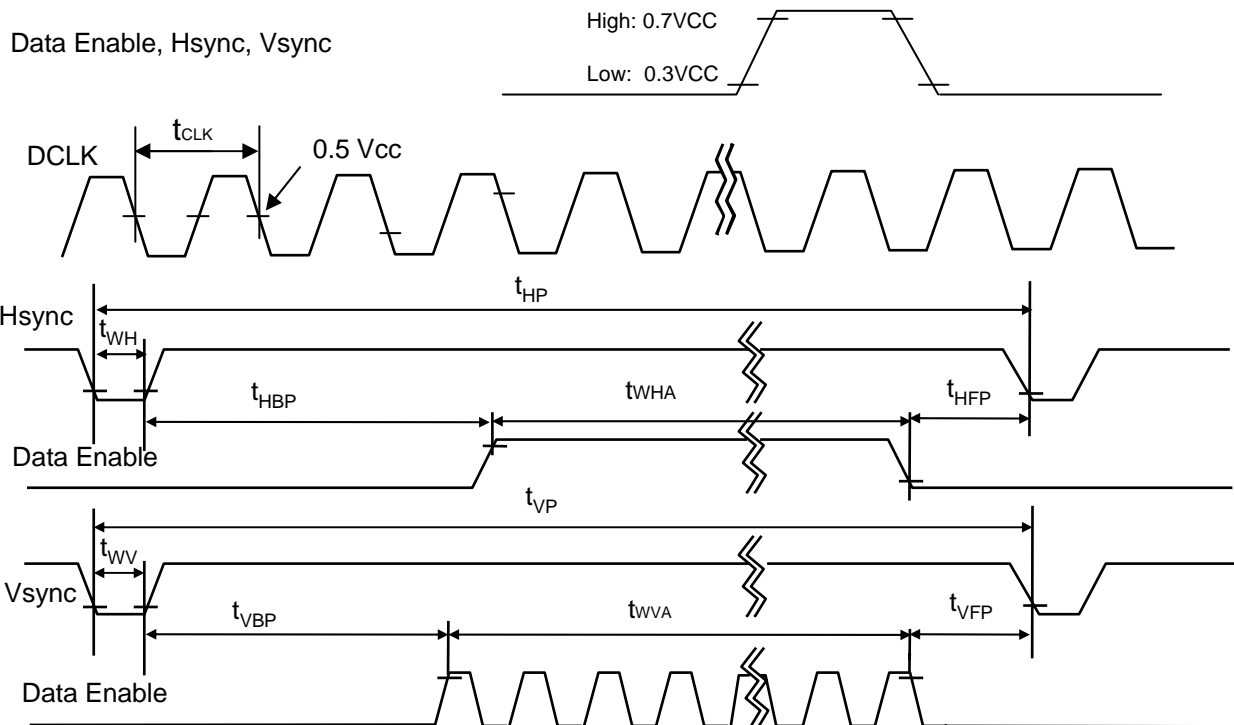 High: 0.7VCC
Data Enable, Hsync, Vsync
Low: 0.3VCC
tCLK
DCLK
0.5 Vcc
tHP
Hsync
tWH
tHBP
tWHA
tHFP
Data Enable
tVP
tWV
Vsync
tVBP
tWVA
tVFP
Data Enable